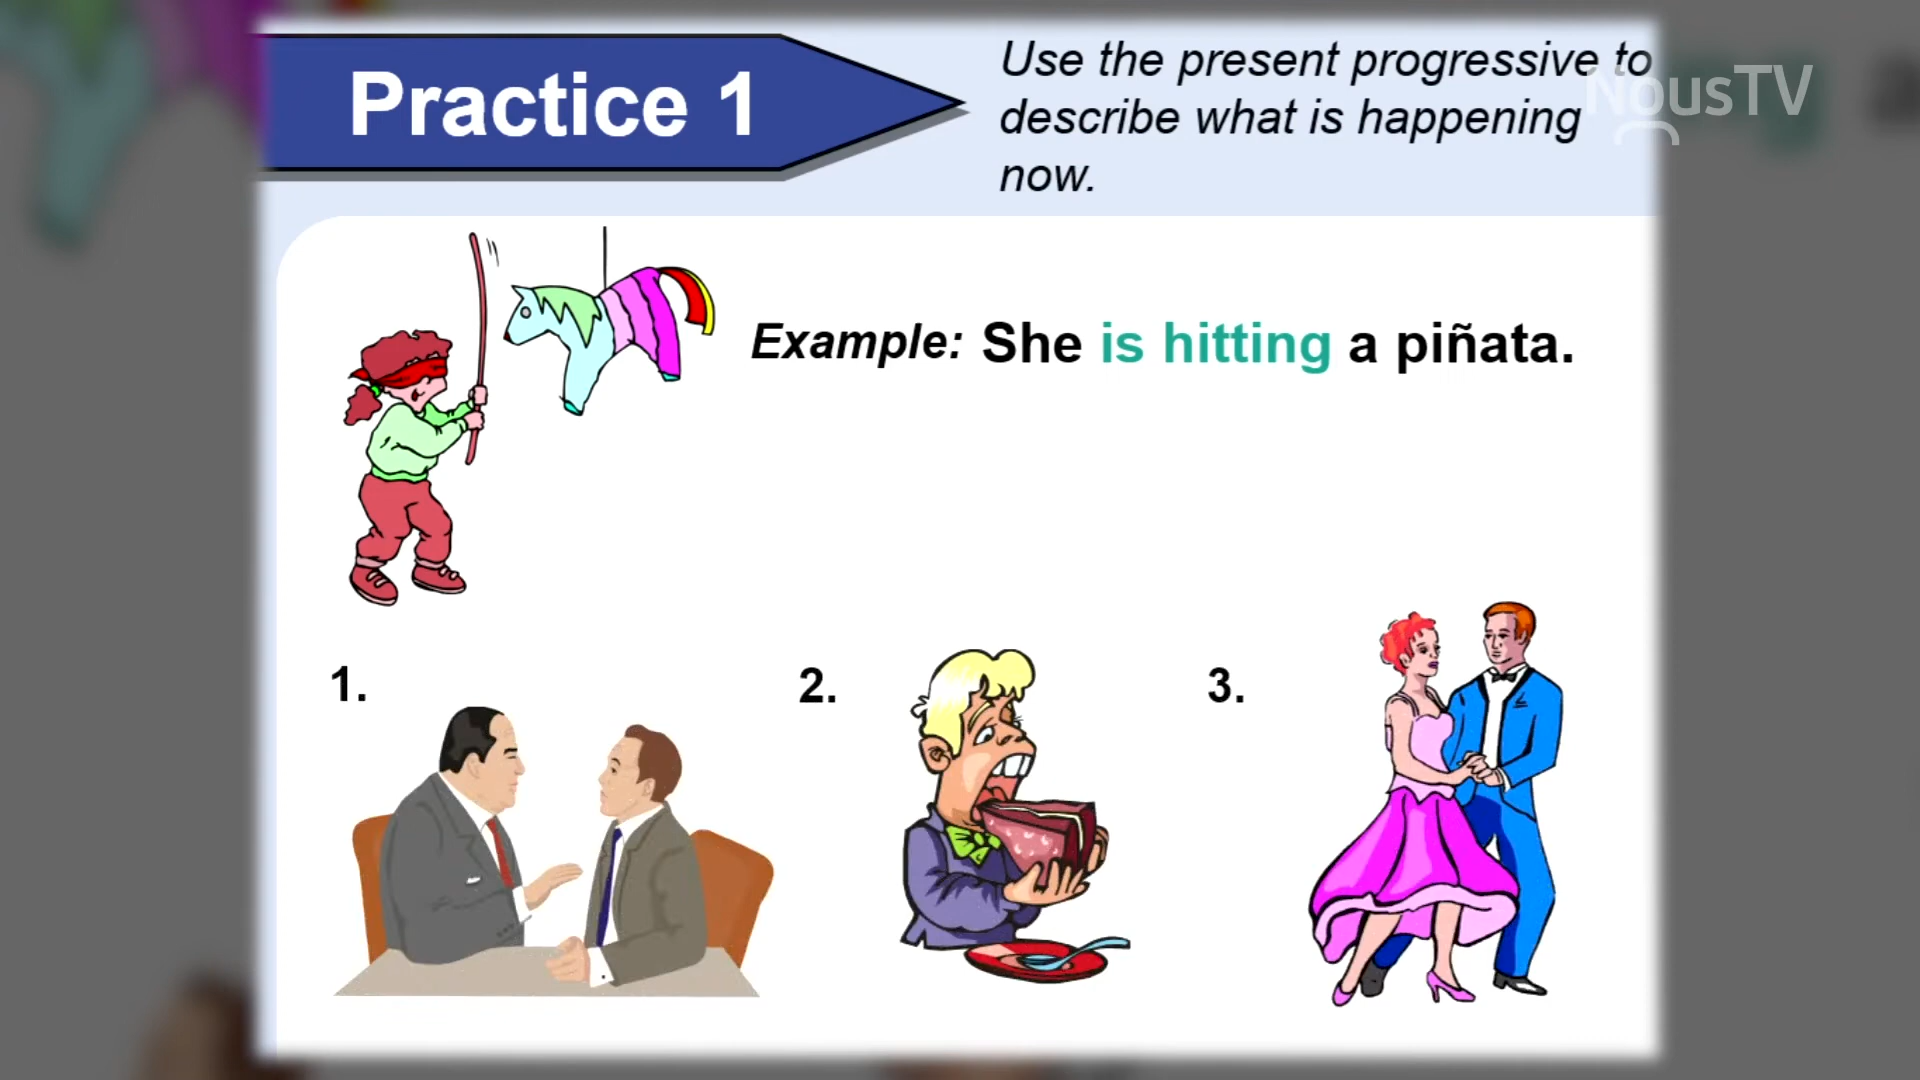 Practice 1
Use the present progressive to
describe what is happening
now.
NousTV
Example: She is hitting a piñata.
1.
2.
3.